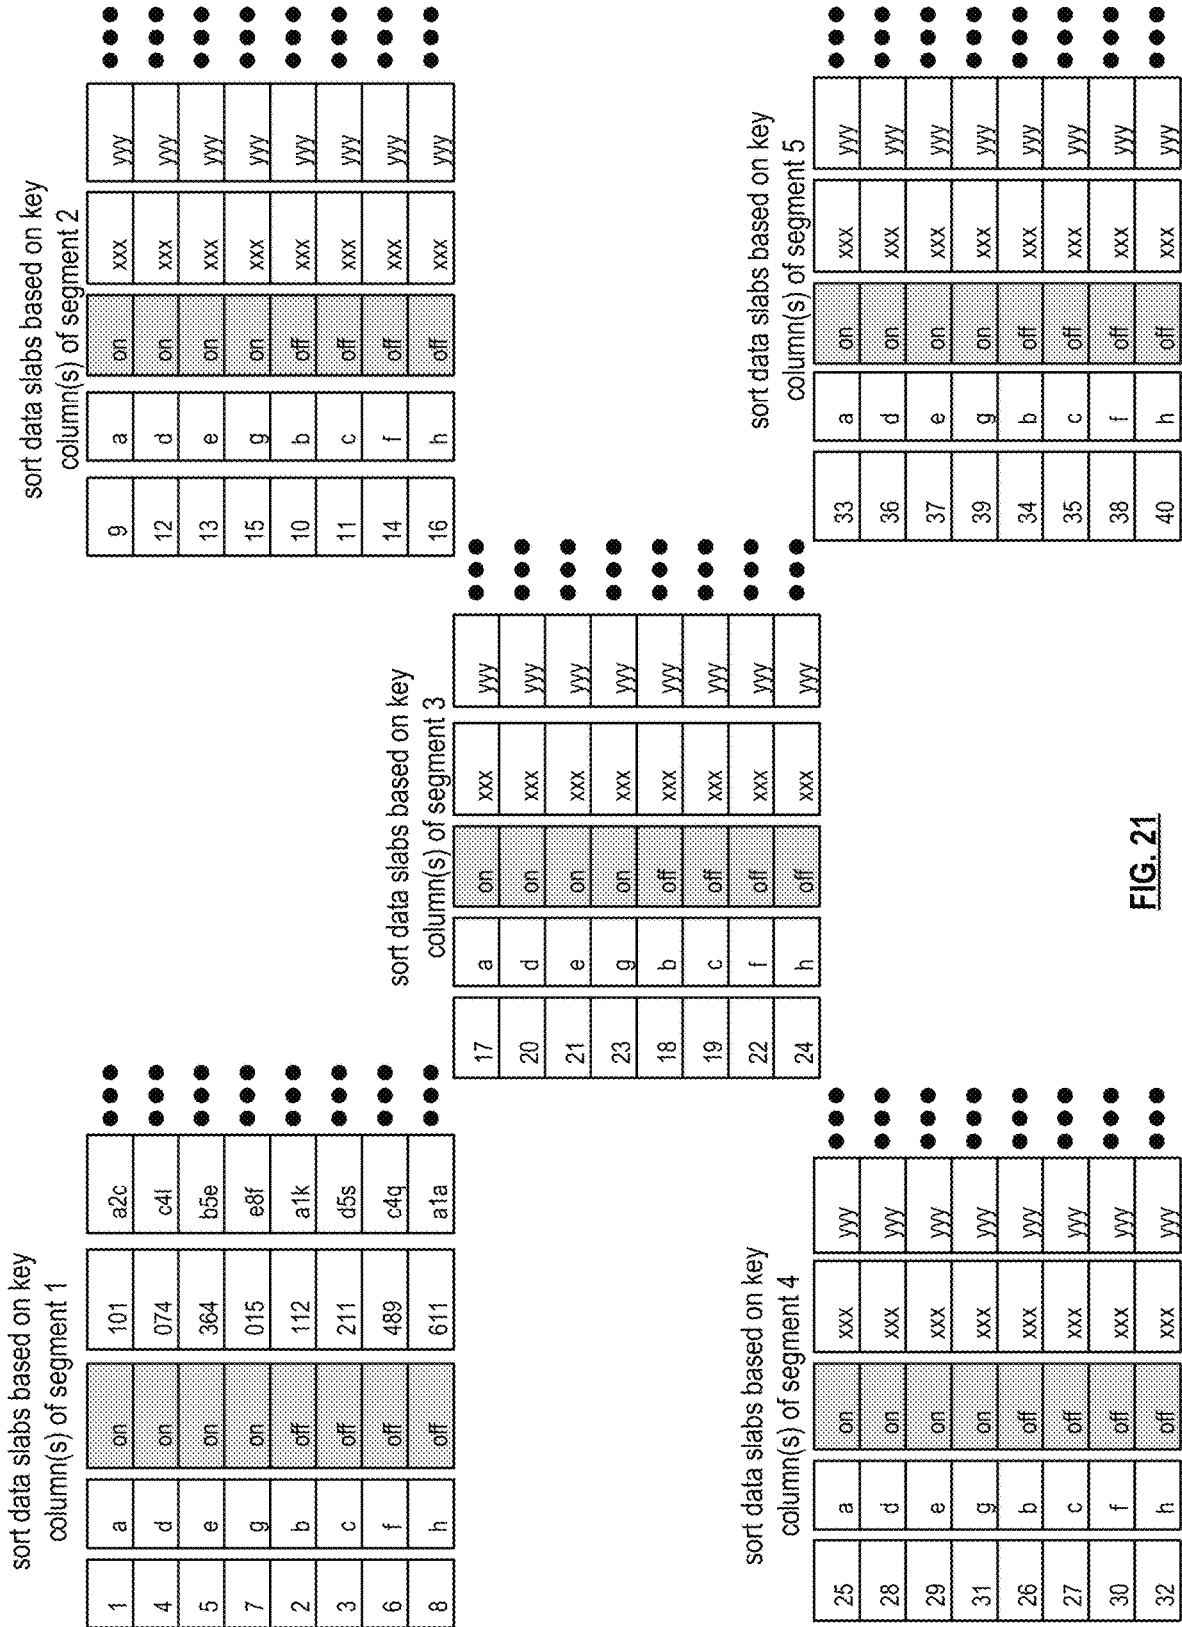 sort data slabs based on key
column(s) of segment 1
1 a on 101 a2c
4 d on 074 c4l
5 e on 364 b5e
7 g on 015 e8f
2 b off 112 a1k
3 c off 211 d5s
6 f off 489 c4q
8 h off 611 a1a
sort data slabs based on key
column(s) of segment 2
9 a on xxx yyy
12 d on xxx yyy
13 e on xxx yyy
15 g on xxx yyy
10 b off xxx yyy
11 c off xxx yyy
14 f off xxx yyy
16 h off xxx yyy
sort data slabs based on key
column(s) of segment 3
17 a on xxx yyy
20 d on xxx yyy
21 e on xxx yyy
23 g on xxx yyy
18 b off xxx yyy
19 c off xxx yyy
22 f off xxx yyy
24 h off xxx yyy
sort data slabs based on key
column(s) of segment 4
25 a on xxx yyy
28 d on xxx yyy
29 e on xxx yyy
31 g on xxx yyy
26 b off xxx yyy
27 c off xxx yyy
30 f off xxx yyy
32 h off xxx yyy
sort data slabs based on key
column(s) of segment 5
33 a on xxx yyy
36 d on xxx yyy
37 e on xxx yyy
39 g on xxx yyy
34 b off xxx yyy
35 c off xxx yyy
38 f off xxx yyy
40 h off xxx yyy
FIG. 21